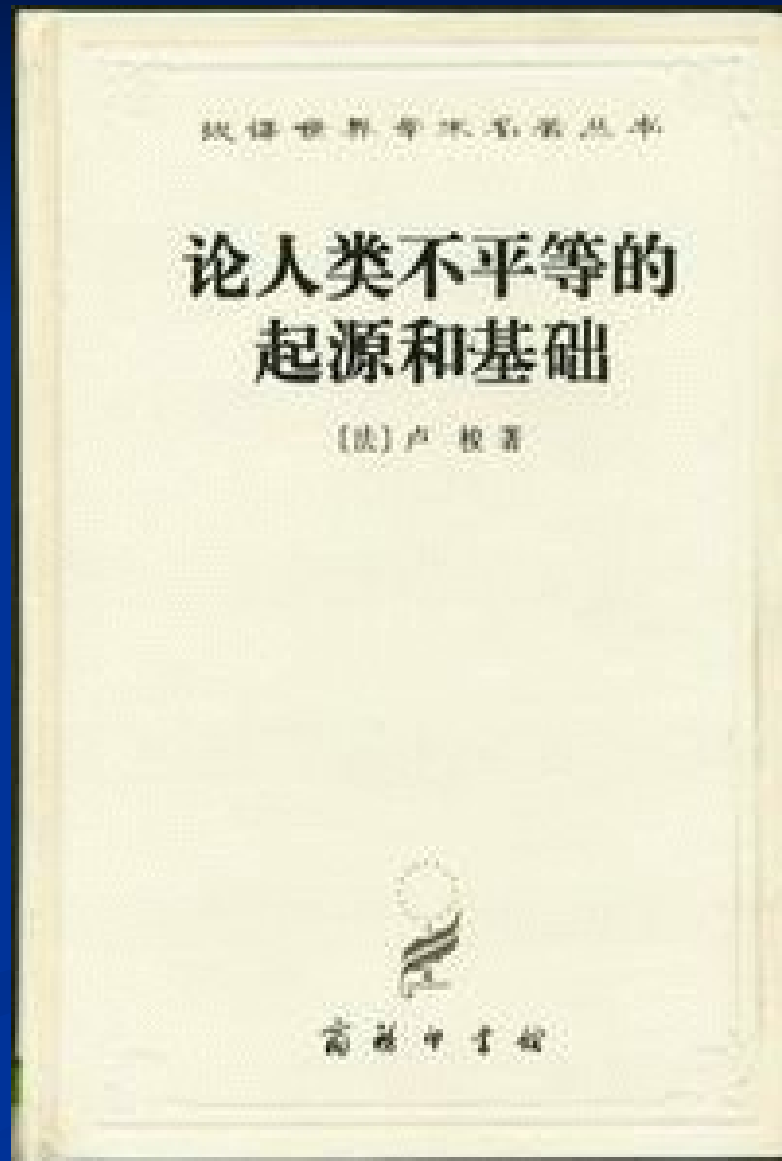 汉译世界学术名著丛书
论人类不平等的
起源和基础
〔法〕卢 梭 著
商务印书馆